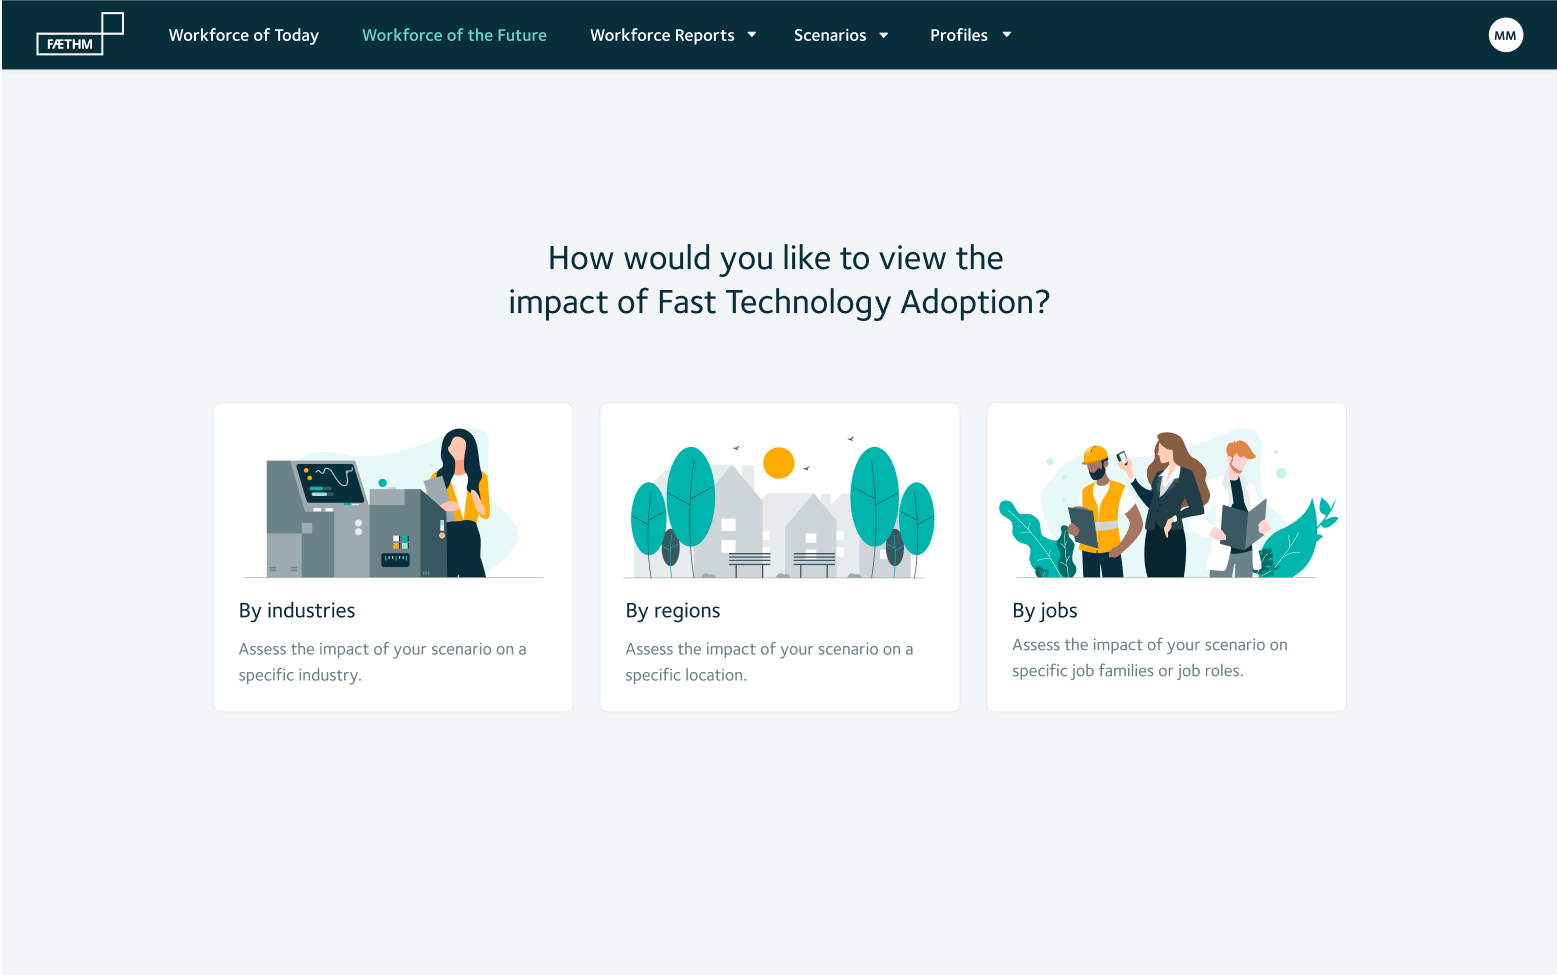 FÆTHM
Workforce of Today
Workforce of the Future
Workforce Reports
Scenarios
Profiles
MM
How would you like to view the
impact of Fast Technology Adoption?
By industries
Assess the impact of your scenario on a
specific industry.
By regions
Assess the impact of your scenario on a
specific location.
By jobs
Assess the impact of your scenario on
specific job families or job roles.